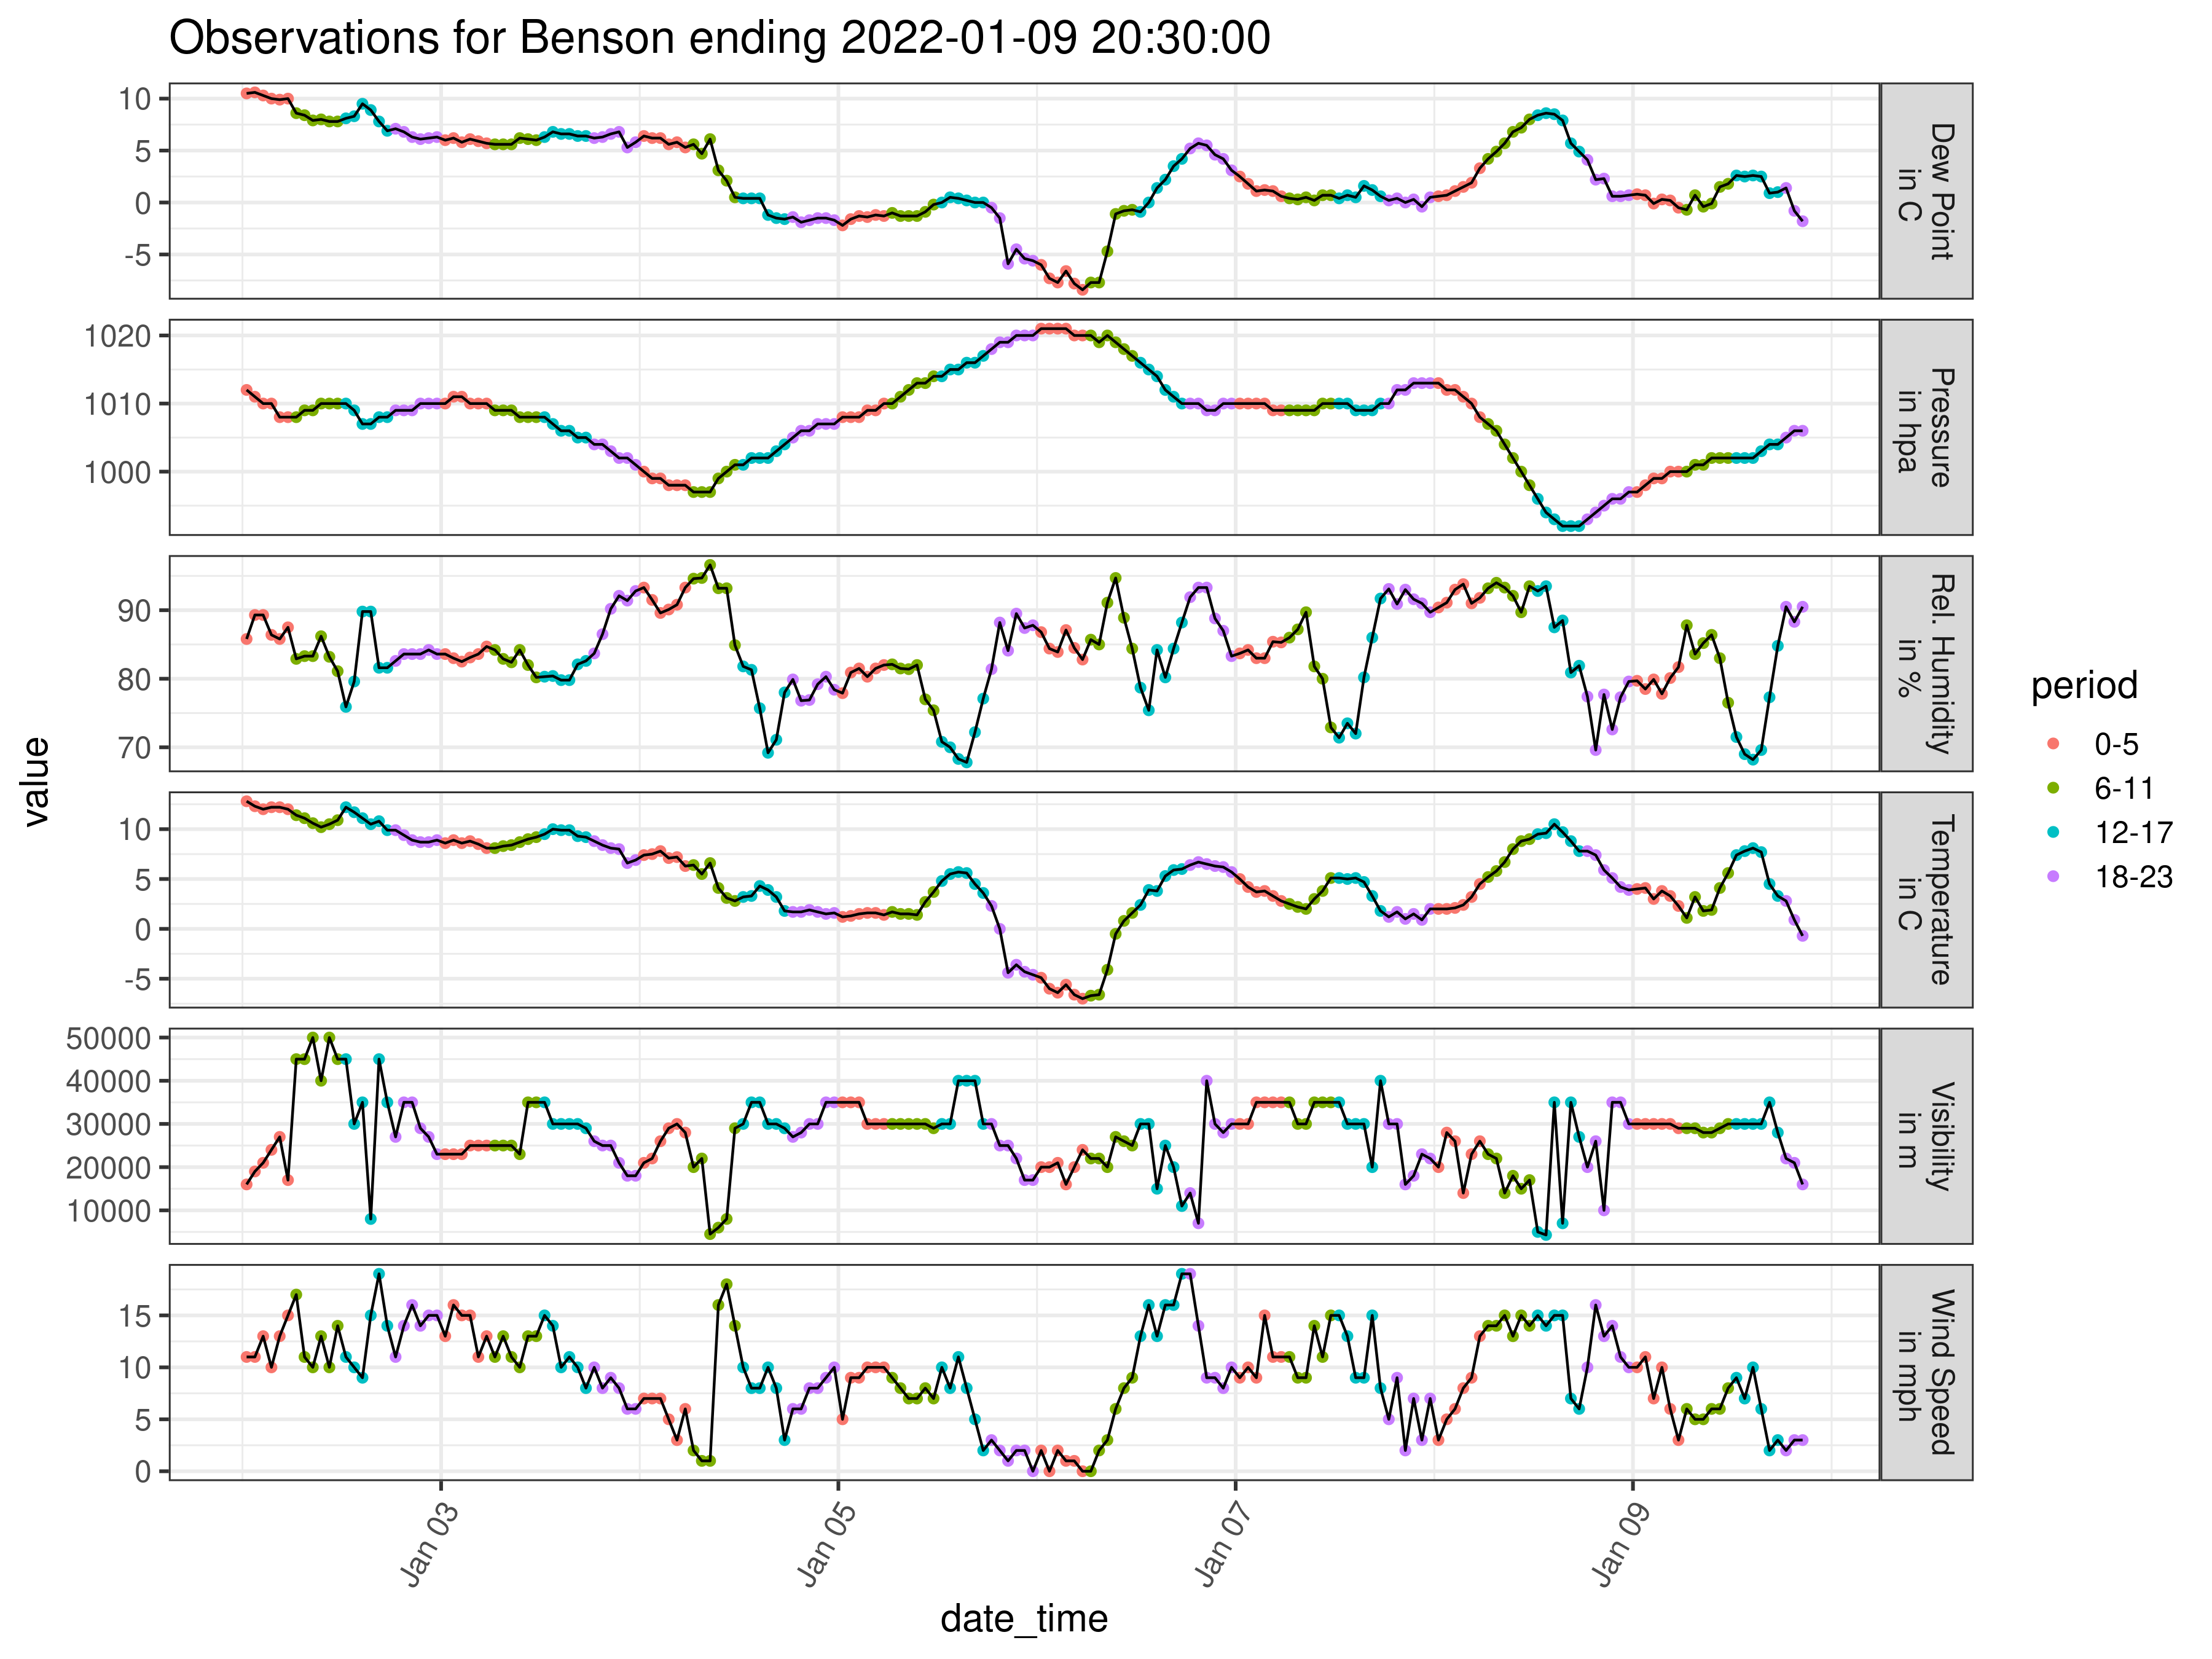 Observations for Benson ending 2022-01-09 20:30:00
value
10
5
0
-5
Dew Point
in C
1020
1010
1000
Pressure
in hpa
90
80
70
Rel. Humidity
in %
10
5
0
-5
Temperature
in C
50000
40000
30000
20000
10000
Visibility
in m
15
10
5
0
Wind Speed
in mph
Jan 03
Jan 05
Jan 07
Jan 09
date_time
period
0-5
6-11
12-17
18-23